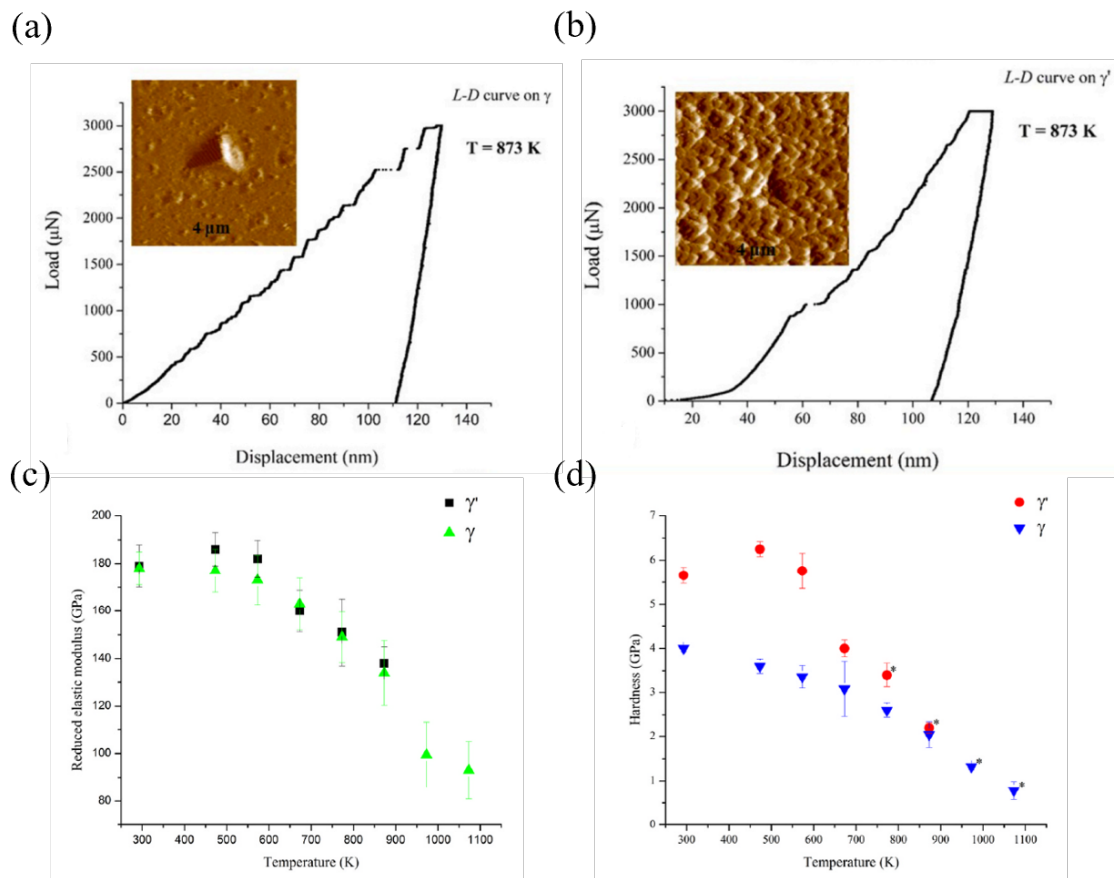 (a)
L-D curve on γ
T = 873 K
4 μm
3000
2500
2000
1500
1000
500
0
Load (μN)
0 20 40 60 80 100 120 140
Displacement (nm)
(b)
L-D curve on γ'
T = 873 K
4 μm
3000
2500
2000
1500
1000
500
0
Load (μN)
20 40 60 80 100 120 140
Displacement (nm)
(c)
γ'
γ
200
180
160
140
120
100
80
Reduced elastic modulus (GPa)
300 400 500 600 700 800 900 1000 1100
Temperature (K)
(d)
γ'
γ
7
6
5
4
3
2
1
0
Hardness (GPa)
* * * *
300 400 500 600 700 800 900 1000 1100
Temperature (K)